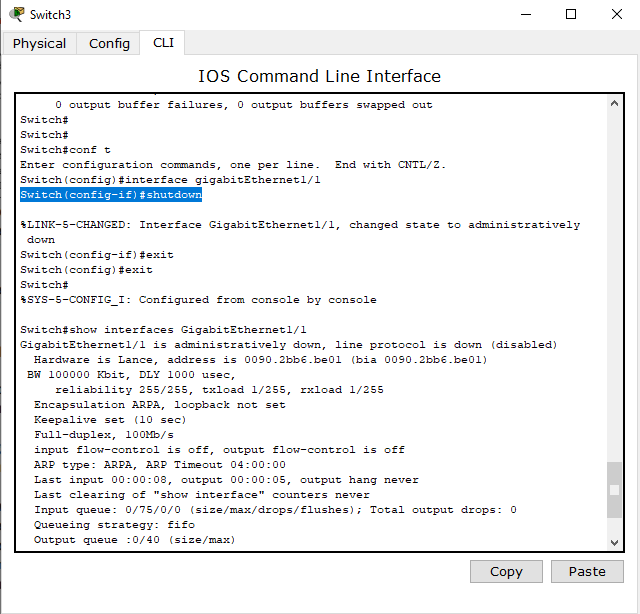 Switch3
Physical
Config
CLI
IOS Command Line Interface
0 output buffer failures, 0 output buffers swapped out
Switch#
Switch#
Switch#conf t
Enter configuration commands, one per line.  End with CNTL/Z.
Switch(config)#interface gigabitEthernet1/1
Switch(config-if)#shutdown
%LINK-5-CHANGED: Interface GigabitEthernet1/1, changed state to administratively
down
Switch(config-if)#exit
Switch(config)#exit
Switch#
%SYS-5-CONFIG_I: Configured from console by console
Switch#show interfaces GigabitEthernet1/1
GigabitEthernet1/1 is administratively down, line protocol is down (disabled)
Hardware is Lance, address is 0090.2bb6.be01 (bia 0090.2bb6.be01)
BW 100000 Kbit, DLY 1000 usec,
reliability 255/255, txload 1/255, rxload 1/255
Encapsulation ARPA, loopback not set
Keepalive set (10 sec)
Full-duplex, 100Mb/s
input flow-control is off, output flow-control is off
ARP type: ARPA, ARP Timeout 04:00:00
Last input 00:00:08, output 00:00:05, output hang never
Last clearing of "show interface" counters never
Input queue: 0/75/0/0 (size/max/drops/flushes); Total output drops: 0
Queueing strategy: fifo
Output queue :0/40 (size/max)
Copy
Paste